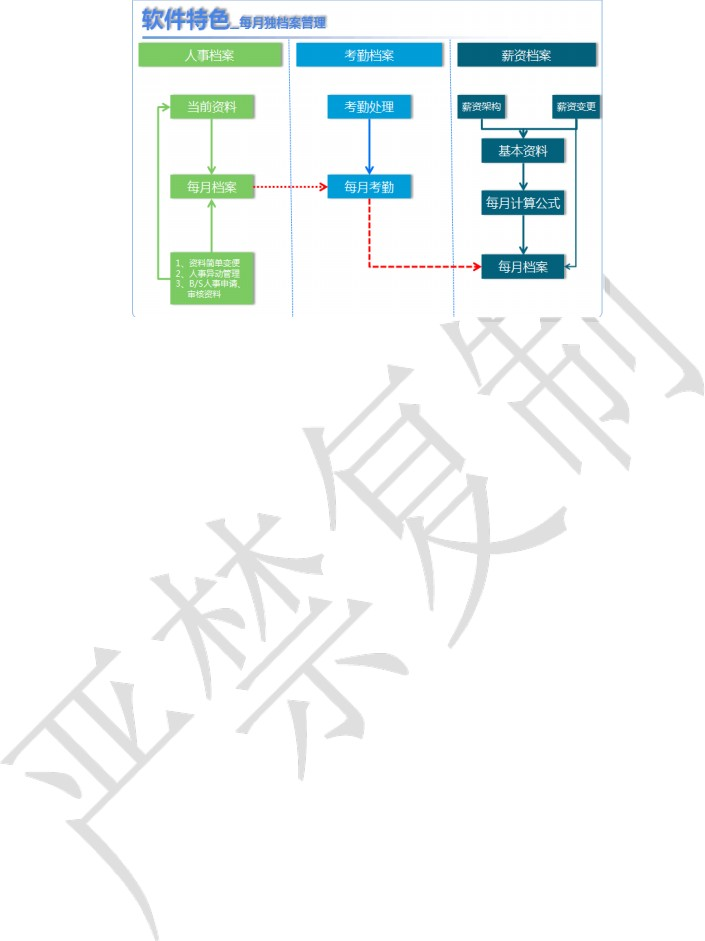 软件特色_每月独档案管理
人事档案
考勤档案
薪资档案
当前资料
考勤处理
薪资架构
薪资变更
基本资料
每月档案
每月考勤
每月计算公式
1、资料简单变便
2、人事异动管理
3、B/S人事申请、
审核资料
每月档案
严禁复制